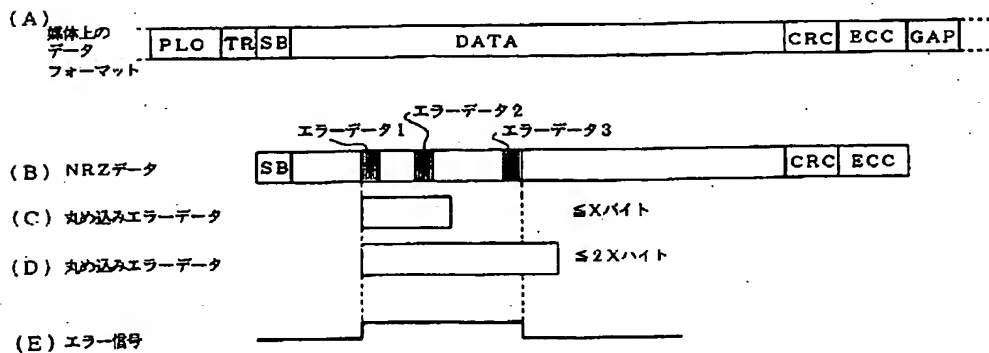 (A) 媒体上の
データ
フォーマット
PLO TR SB DATA CRC ECC GAP
エラーデータ1 エラーデータ2 エラーデータ3
(B) NRZデータ SB CRC ECC
(C) 丸め込みエラーデータ ≦Xバイト
(D) 丸め込みエラーデータ ≦2Xハイト
(E) エラー信号